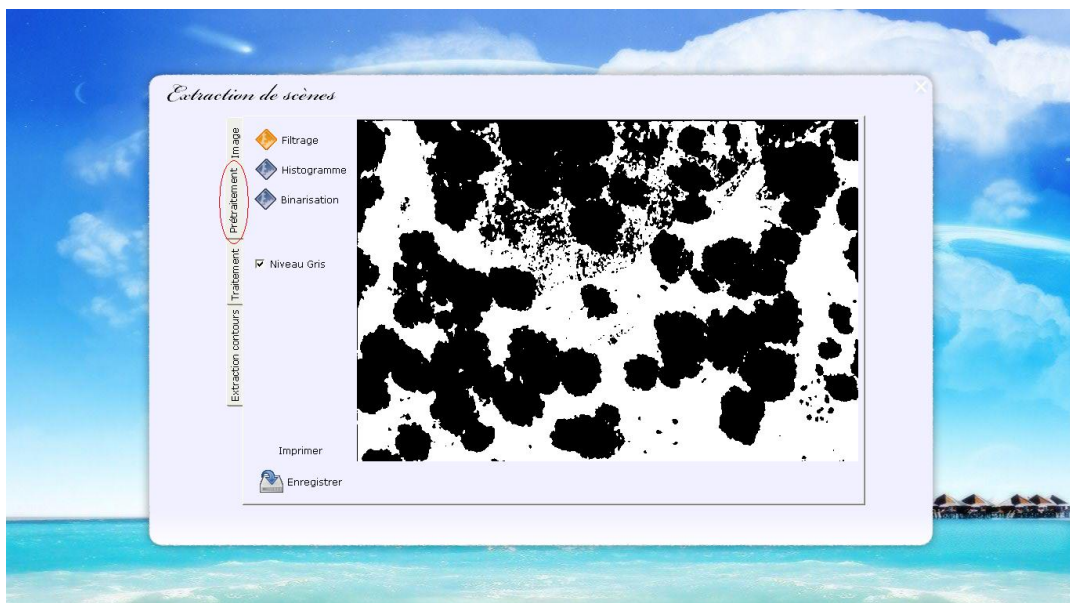 Extraction de scènes
Image
Prétraitement
Traitement
Extraction contours
Filtrage
Histogramme
Binarisation
Niveau Gris
Imprimer
Enregistrer